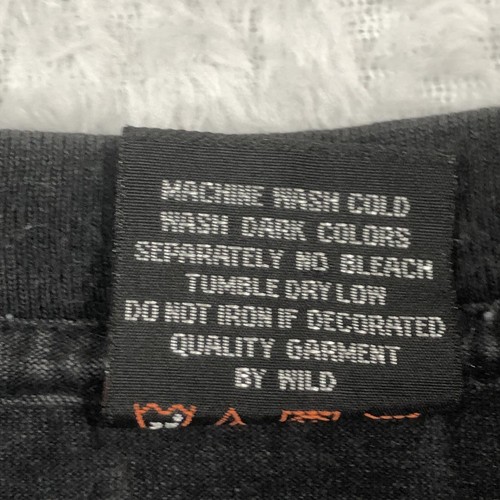 MACHINE WASH COLD
WASH DARK COLORS
SEPARATELY NO BLEACH
TUMBLE DRY LOW
DO NOT IRON IF DECORATED
QUALITY GARMENT
BY WILD